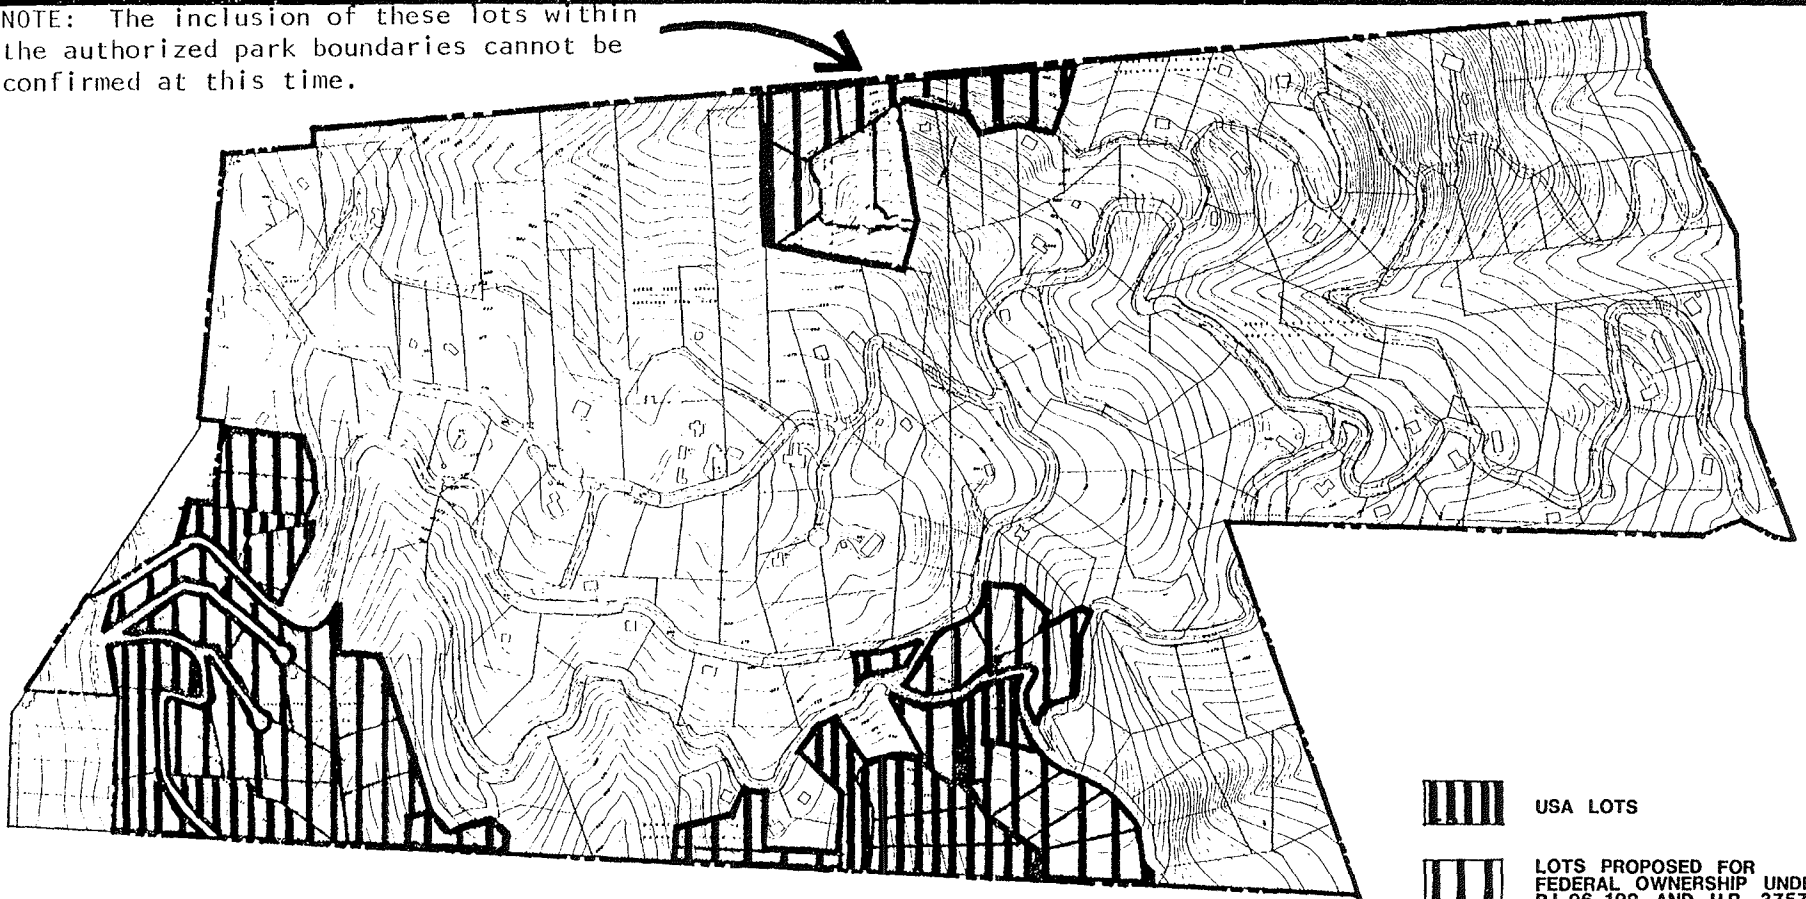 NOTE: The inclusion of these lots within
the authorized park boundaries cannot be
confirmed at this time.
USA LOTS
LOTS PROPOSED FOR
FEDERAL OWNERSHIP UNDE